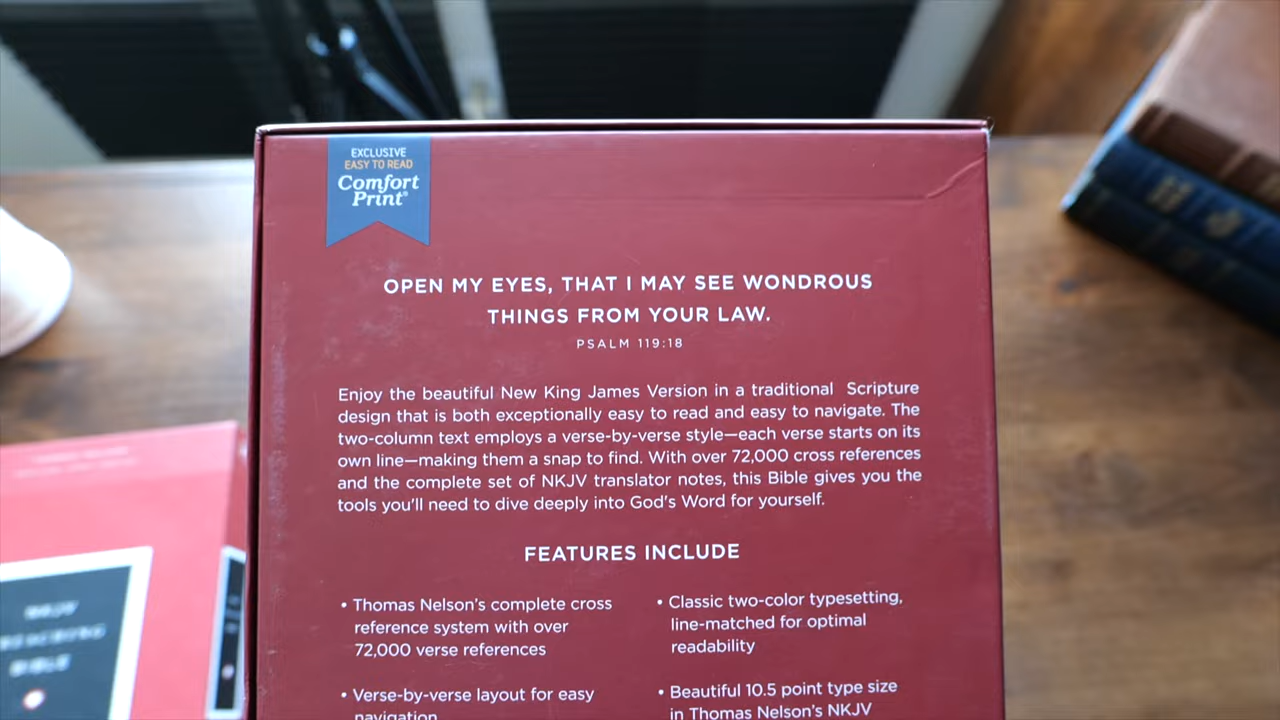 EXCLUSIVE
EASY TO READ
Comfort
Print®
OPEN MY EYES, THAT I MAY SEE WONDROUS
THINGS FROM YOUR LAW.
PSALM 119:18
Enjoy the beautiful New King James Version in a traditional Scripture
design that is both exceptionally easy to read and easy to navigate. The
two-column text employs a verse-by-verse style—each verse starts on its
own line—making them a snap to find. With over 72,000 cross references
and the complete set of NKJV translator notes, this Bible gives you the
tools you'll need to dive deeply into God's Word for yourself.
FEATURES INCLUDE
• Thomas Nelson's complete cross
reference system with over
72,000 verse references
• Verse-by-verse layout for easy
navigation
• Classic two-color typesetting,
line-matched for optimal
readability
• Beautiful 10.5 point type size
in Thomas Nelson's NKJV
NKJV
BIBLE